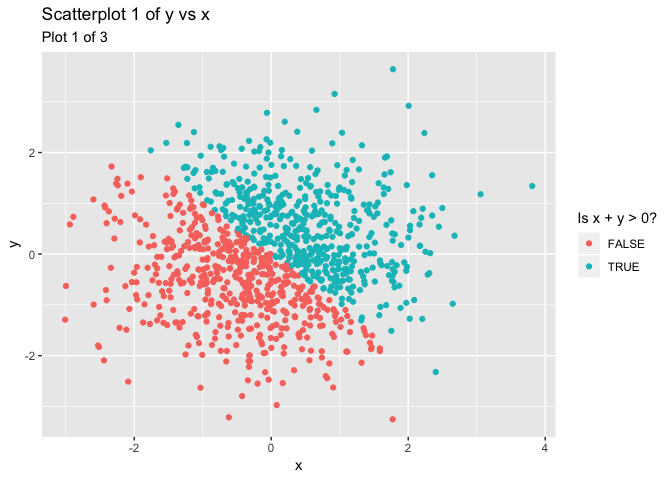 Scatterplot 1 of y vs x
Plot 1 of 3
2
0
-2
y
-2
0
2
4
x
Is x + y > 0?
FALSE
TRUE